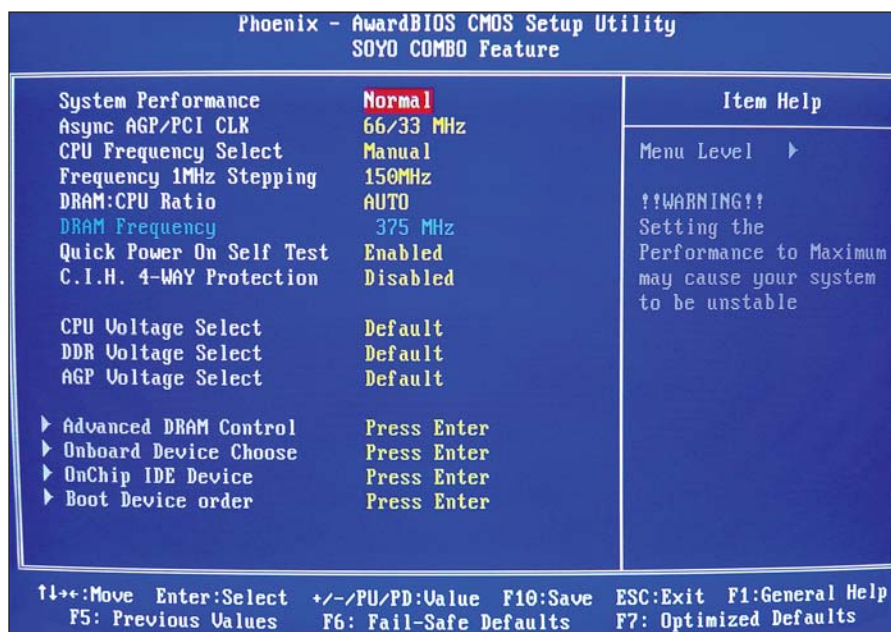 Phoenix - AwardBIOS CMOS Setup Utility
SOYO COMBO Feature
System Performance Normal
Async AGP/PCI CLK 66/33 MHz
CPU Frequency Select Manual
Frequency 1MHz Stepping 150MHz
DRAM:CPU Ratio AUTO
DRAM Frequency 375 MHz
Quick Power On Self Test Enabled
C.I.H. 4-WAY Protection Disabled
CPU Voltage Select Default
DDR Voltage Select Default
AGP Voltage Select Default
Advanced DRAM Control Press Enter
Onboard Device Choose Press Enter
OnChip IDE Device Press Enter
Boot Device order Press Enter
Item Help
Menu Level
!!WARNING!!
Setting the
Performance to Maximum
may cause your system
to be unstable
↑↓→←:Move Enter:Select +/-/PU/PD:Value F10:Save ESC:Exit F1:General Help
F5: Previous Values F6: Fail-Safe Defaults F7: Optimized Defaults